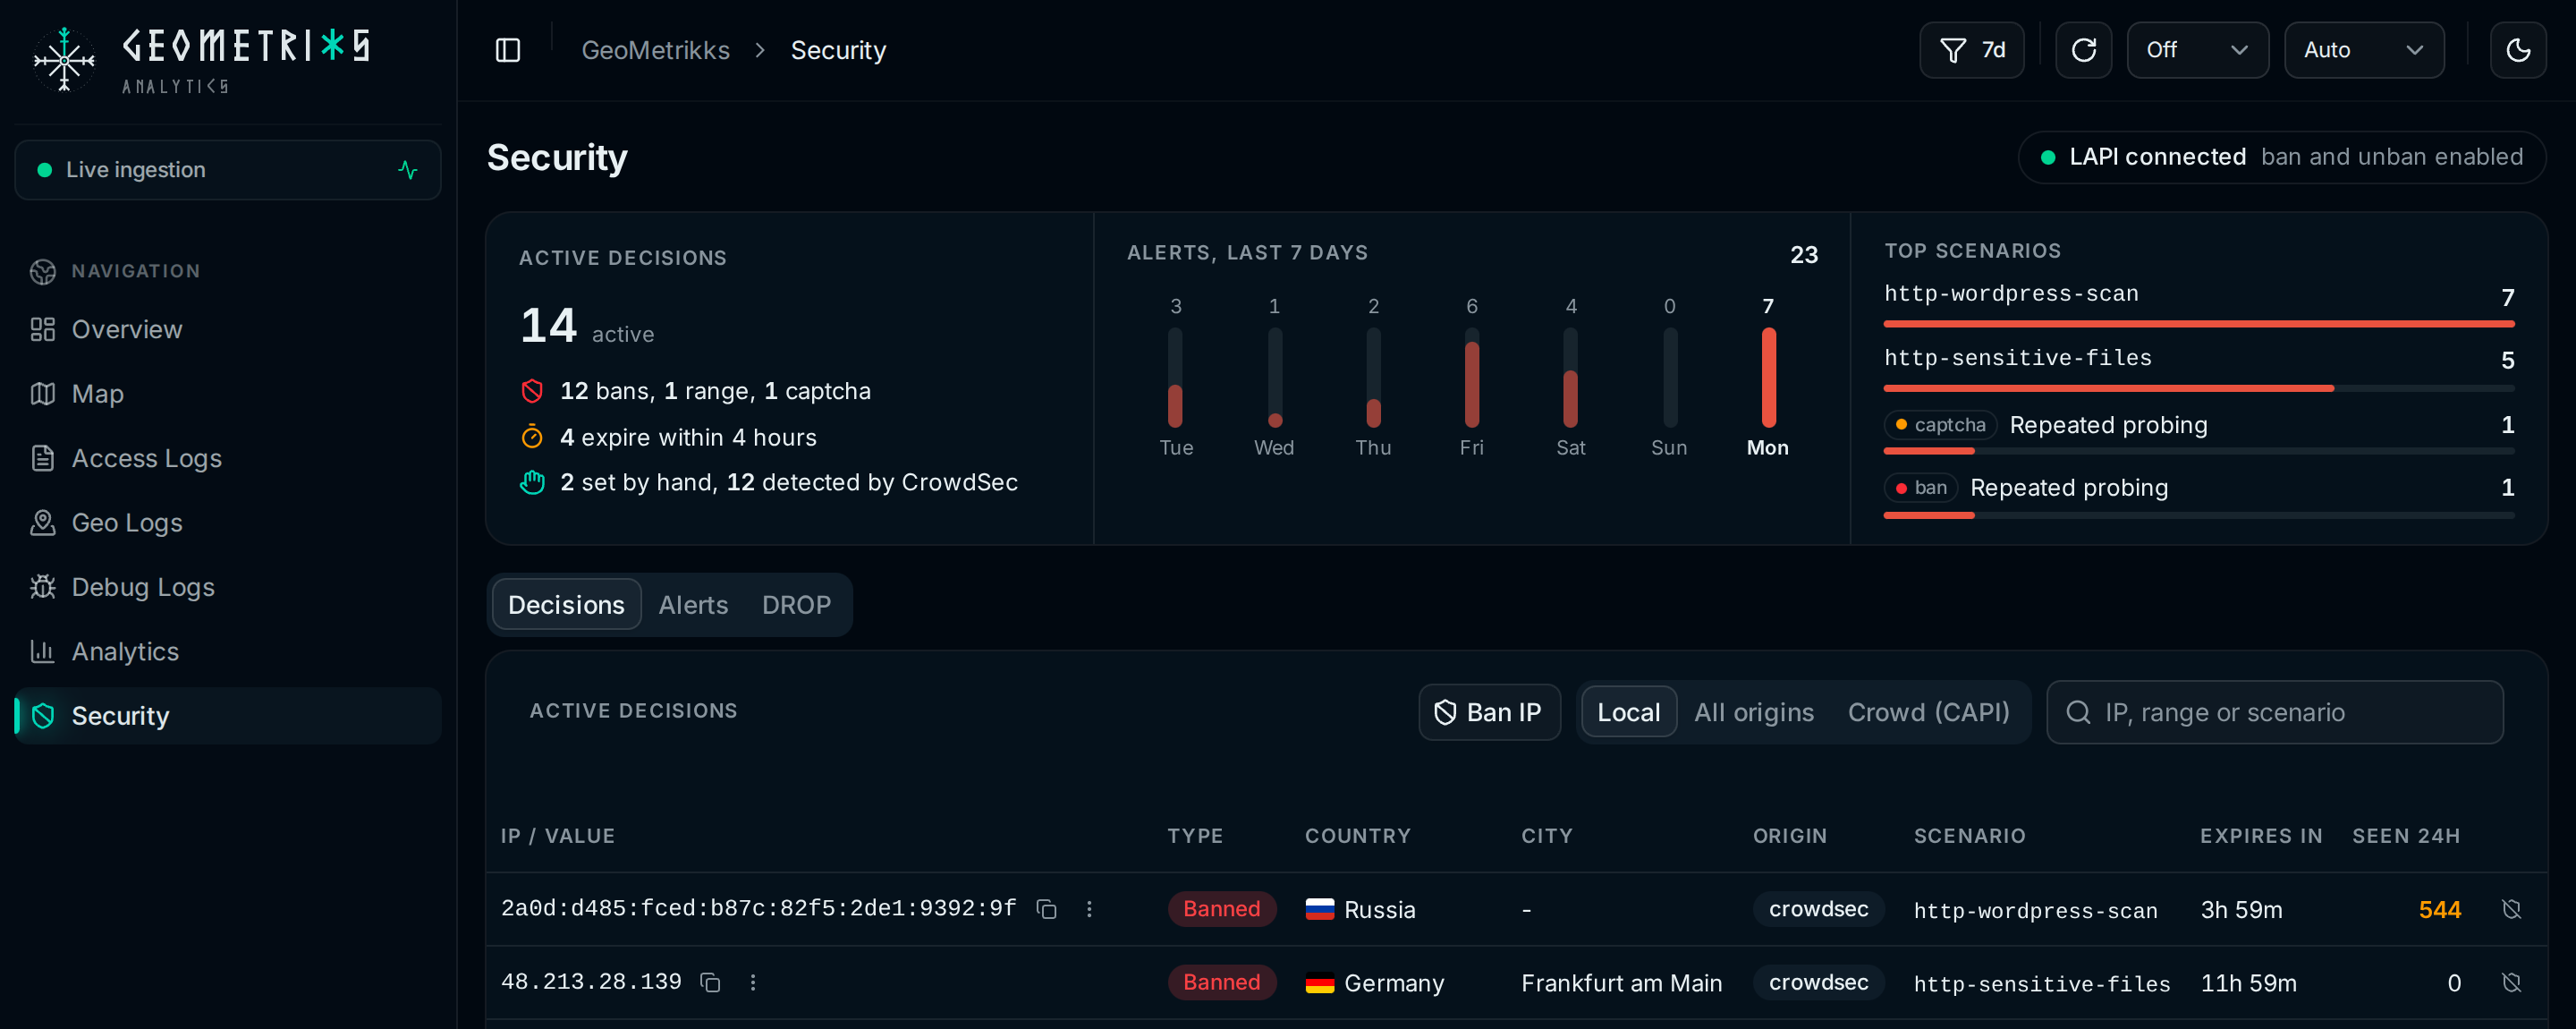 GEOMETRIKS
ANALYTICS
Live ingestion
NAVIGATION
Overview
Map
Access Logs
Geo Logs
Debug Logs
Analytics
Security
GeoMetrikks > Security
7d
Off
Auto
Security
LAPI connected ban and unban enabled
ACTIVE DECISIONS
14 active
12 bans, 1 range, 1 captcha
4 expire within 4 hours
2 set by hand, 12 detected by CrowdSec
ALERTS, LAST 7 DAYS 23
3 1 2 6 4 0 7
Tue Wed Thu Fri Sat Sun Mon
TOP SCENARIOS
http-wordpress-scan 7
http-sensitive-files 5
captcha Repeated probing 1
ban Repeated probing 1
Decisions Alerts DROP
ACTIVE DECISIONS
Ban IP
Local All origins Crowd (CAPI)
IP, range or scenario
IP / VALUE TYPE COUNTRY CITY ORIGIN SCENARIO EXPIRES IN SEEN 24H
2a0d:d485:fced:b87c:82f5:2de1:9392:9f Banned Russia - crowdsec http-wordpress-scan 3h 59m 544
48.213.28.139 Banned Germany Frankfurt am Main crowdsec http-sensitive-files 11h 59m 0